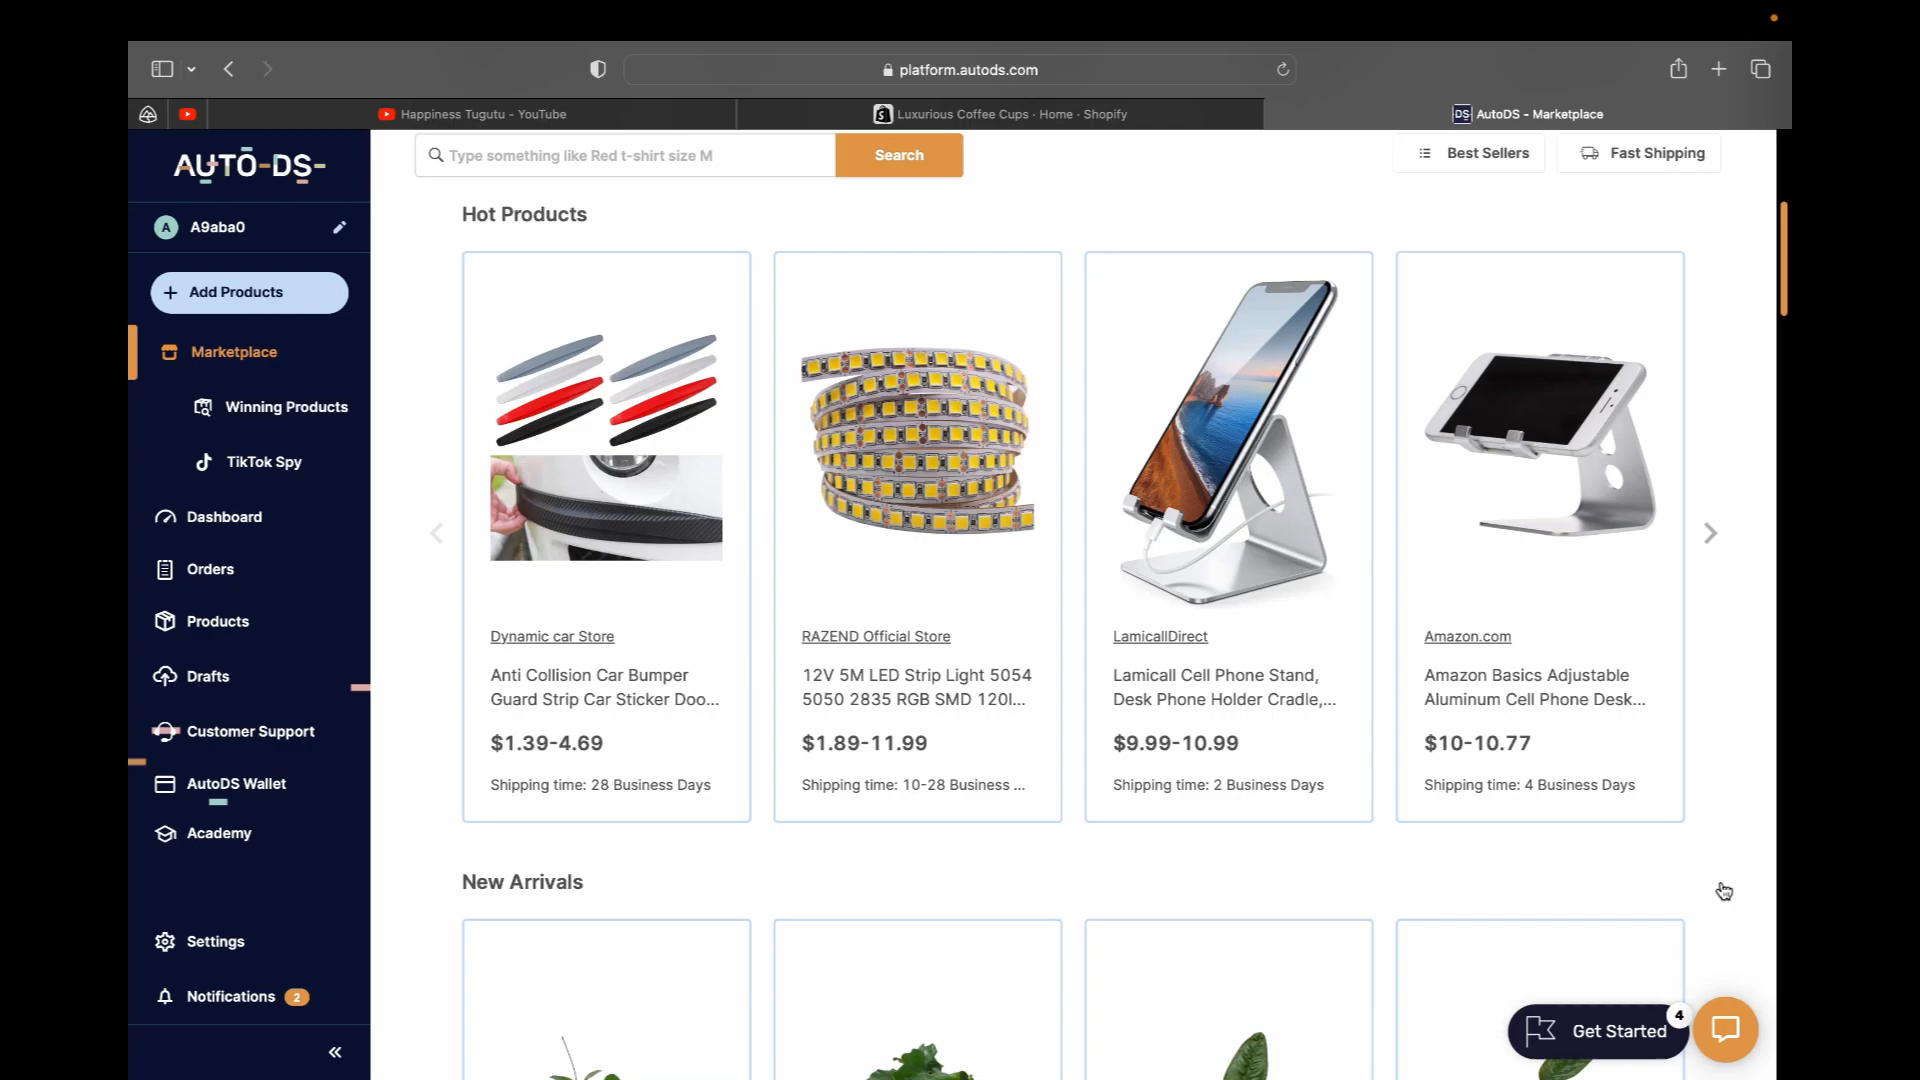 platform.autods.com
Happiness Tugutu - YouTube
Luxurious Coffee Cups · Home · Shopify
DS AutoDS - Marketplace
AUTO-DS-
Type something like Red t-shirt size M
Search
Best Sellers
Fast Shipping
A A9aba0
Add Products
Marketplace
Winning Products
TikTok Spy
Dashboard
Orders
Products
Drafts
Customer Support
AutoDS Wallet
Academy
Settings
Notifications 2
Hot Products
Dynamic car Store
Anti Collision Car Bumper
Guard Strip Car Sticker Doo...
$1.39-4.69
Shipping time: 28 Business Days
RAZEND Official Store
12V 5M LED Strip Light 5054
5050 2835 RGB SMD 120l...
$1.89-11.99
Shipping time: 10-28 Business ...
LamicallDirect
Lamicall Cell Phone Stand,
Desk Phone Holder Cradle,...
$9.99-10.99
Shipping time: 2 Business Days
Amazon.com
Amazon Basics Adjustable
Aluminum Cell Phone Desk...
$10-10.77
Shipping time: 4 Business Days
New Arrivals
Get Started
4